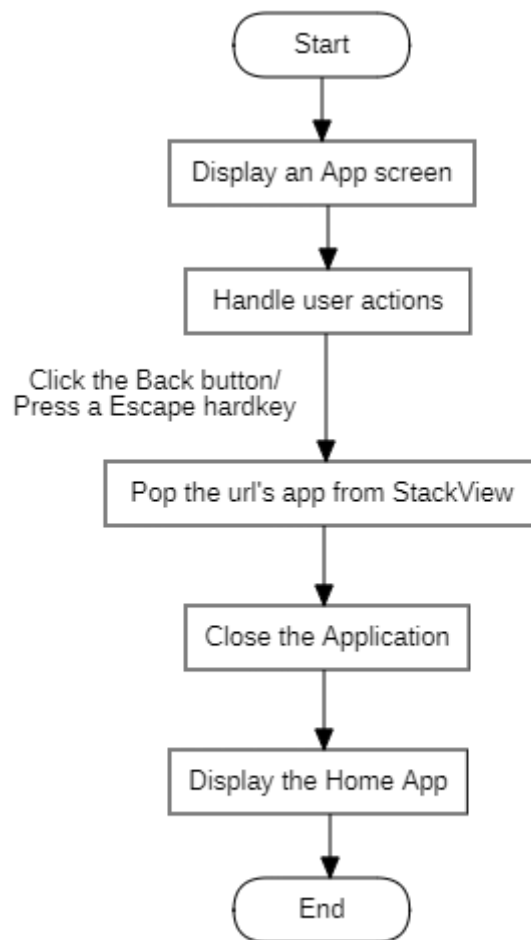 Start
Display an App screen
Handle user actions
Click the Back button/
Press a Escape hardkey
Pop the url's app from StackView
Close the Application
Display the Home App
End